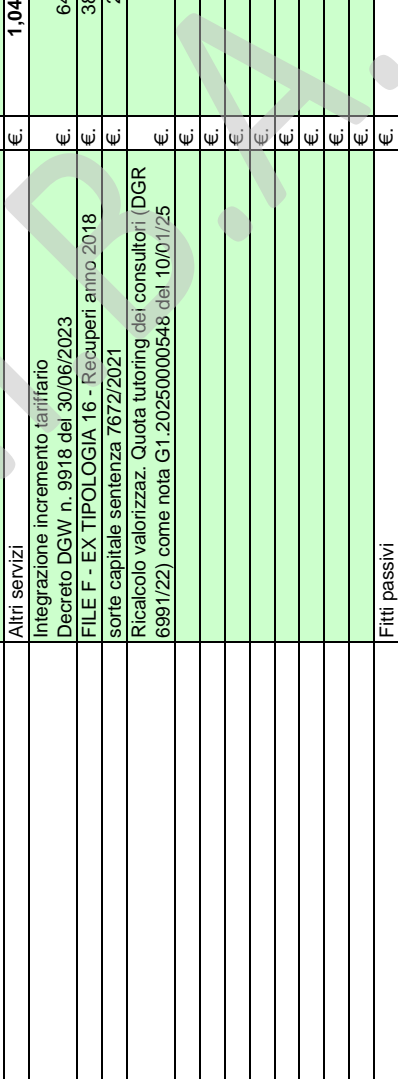 Altri servizi €. 1,04
Integrazione incremento tariffario
Decreto DGW n. 9918 del 30/06/2023 €. 64
FILE F - EX TIPOLOGIA 16 - Recuperi anno 2018 €. 38
sorte capitale sentenza 7672/2021 €. 2
Ricalcolo valorizzaz. Quota tutoring dei consultori (DGR
6991/22) come nota G1.20250000548 del 10/01/25 €.
€.
€.
€.
€.
€.
€.
€.
€.
Fitti passivi €.
.B.A.